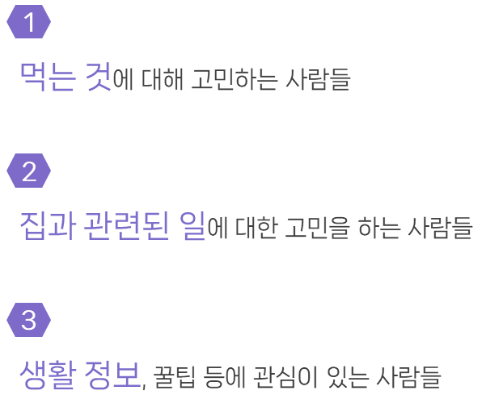 1
먹는 것에 대해 고민하는 사람들
2
집과 관련된 일에 대한 고민을 하는 사람들
3
생활 정보, 꿀팁 등에 관심이 있는 사람들